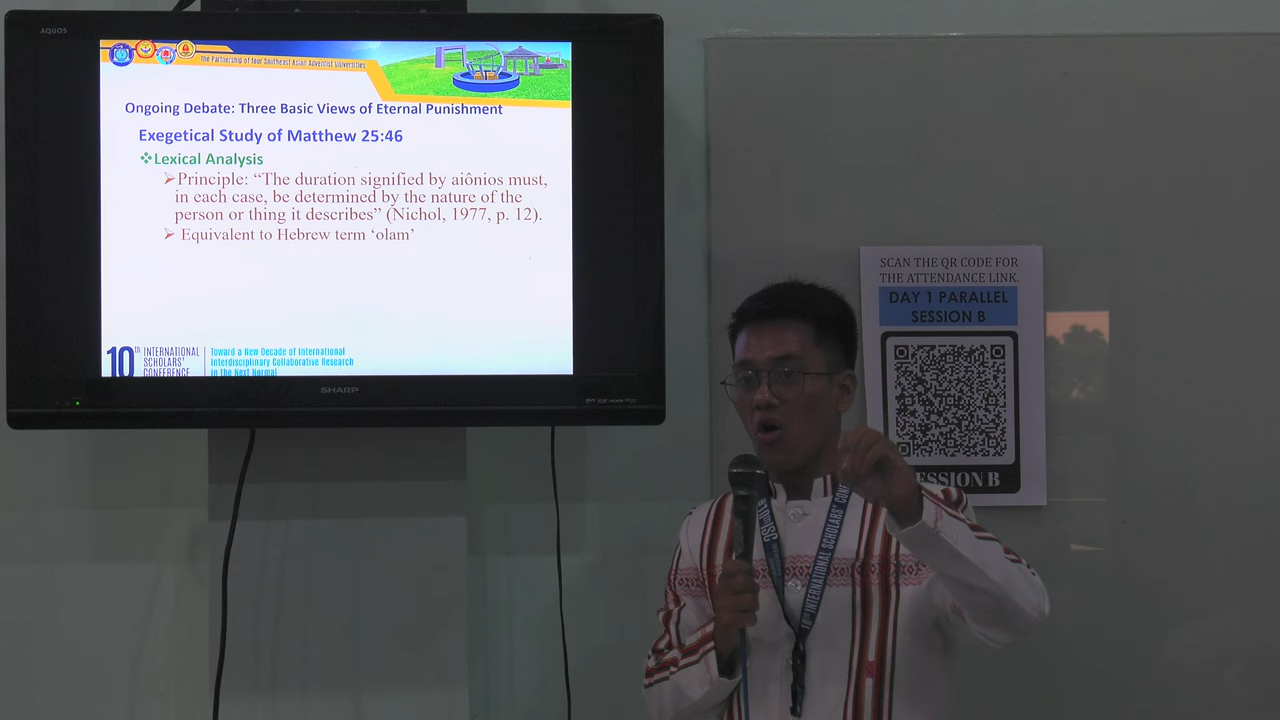 AQUOS
The Partnership of four Southeast Asian Adventist Universities
Ongoing Debate: Three Basic Views of Eternal Punishment
Exegetical Study of Matthew 25:46
Lexical Analysis
Principle: “The duration signified by aiônios must,
in each case, be determined by the nature of the
person or thing it describes” (Nichol, 1977, p. 12).
Equivalent to Hebrew term ‘olam’
10th INTERNATIONAL
SCHOLARS’
CONFERENCE
Toward a New Decade of International
Interdisciplinary Collaborative Research
in the Next Normal
SHARP
SCAN THE QR CODE FOR
THE ATTENDANCE LINK.
DAY 1 PARALLEL
SESSION B
SESSION B
10th INTERNATIONAL SCHOLARS' CONF